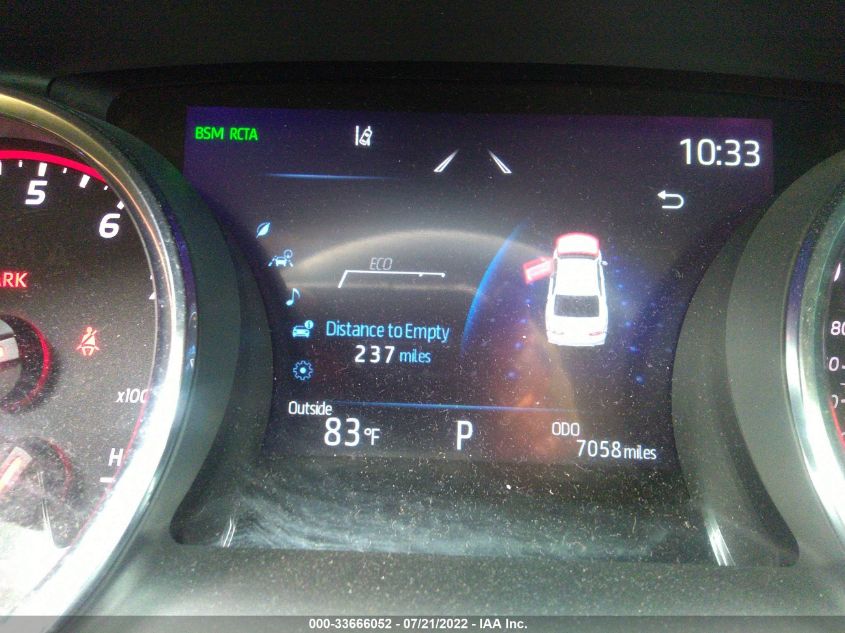 BSM RCTA
10:33
5
6
ECO
Distance to Empty
237 miles
Outside
83 °F
P
ODO
7058 miles
H
000-33666052 - 07/21/2022 - IAA Inc.